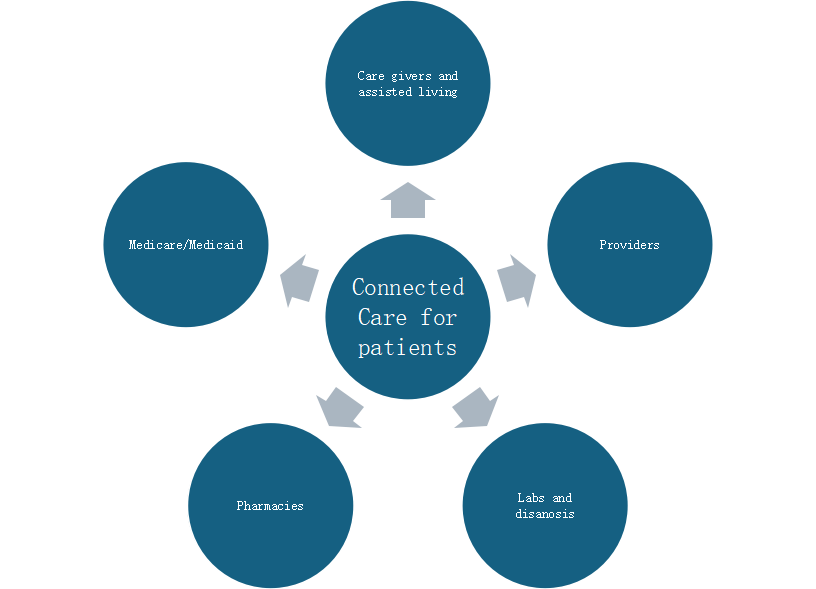 Care givers and
assisted living
Medicare/Medicaid
Providers
Connected
Care for
patients
Pharmacies
Labs and
disanosis